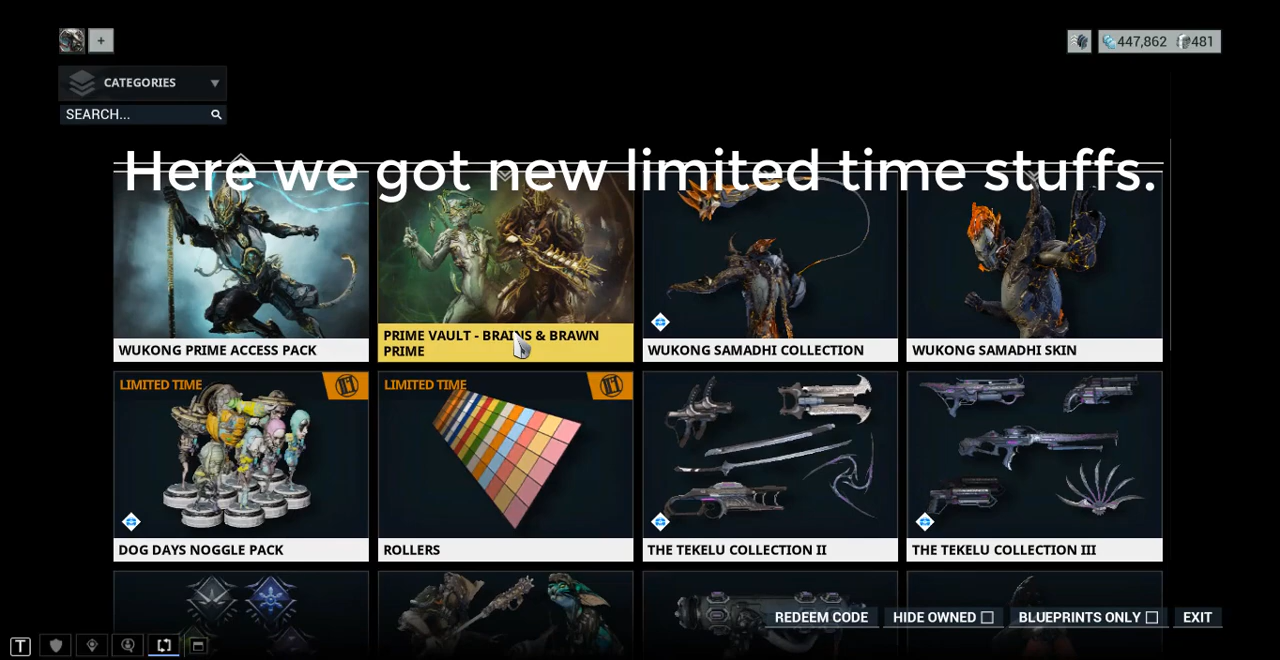 +
447,862 481
CATEGORIES
SEARCH...
Here we got new limited time stuffs.
WUKONG PRIME ACCESS PACK
PRIME VAULT - BRAINS & BRAWN
PRIME
WUKONG SAMADHI COLLECTION
WUKONG SAMADHI SKIN
LIMITED TIME
LIMITED TIME
DOG DAYS NOGGLE PACK
ROLLERS
THE TEKELU COLLECTION II
THE TEKELU COLLECTION III
REDEEM CODE
HIDE OWNED
BLUEPRINTS ONLY
EXIT
T